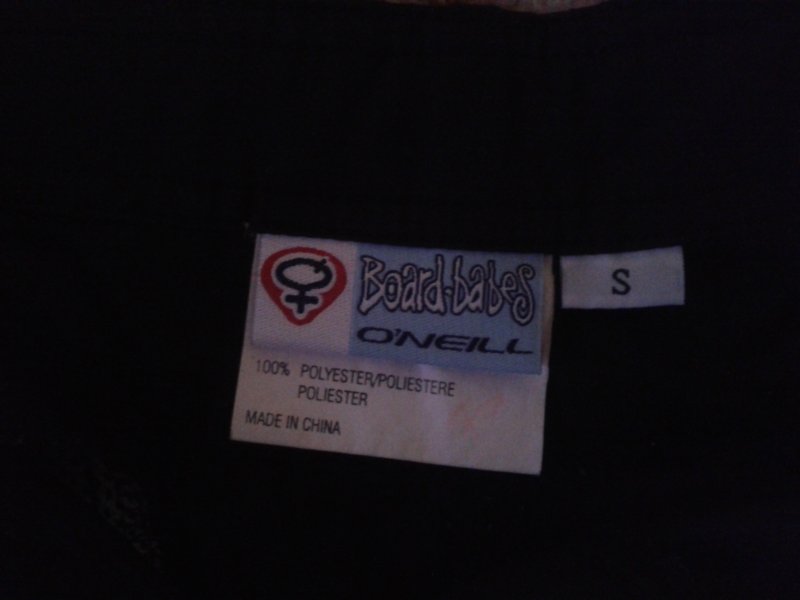 Board-babes
O'NEILL
S
100% POLYESTER/POLIESTERE
POLIESTER
MADE IN CHINA